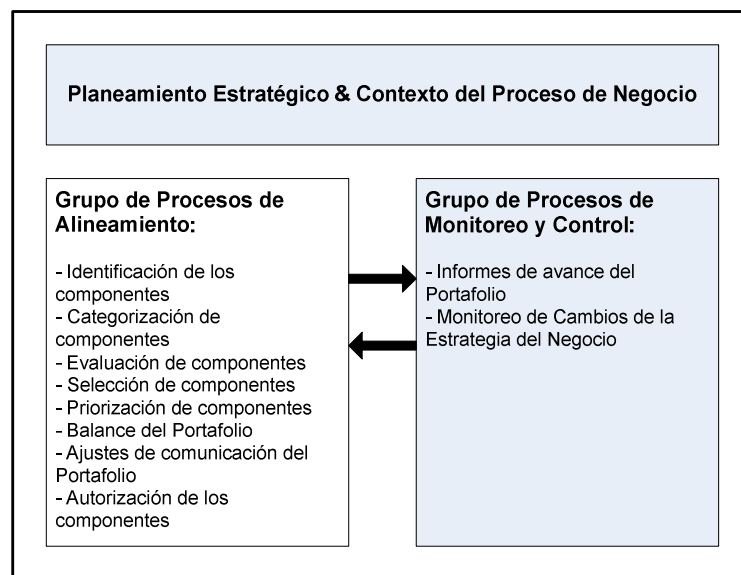 Planeamiento Estratégico & Contexto del Proceso de Negocio
Grupo de Procesos de
Alineamiento:
- Identificación de los
componentes
- Categorización de
componentes
- Evaluación de componentes
- Selección de componentes
- Priorización de componentes
- Balance del Portafolio
- Ajustes de comunicación del
Portafolio
- Autorización de los
componentes
Grupo de Procesos de
Monitoreo y Control:
- Informes de avance del
Portafolio
- Monitoreo de Cambios de la
Estrategia del Negocio